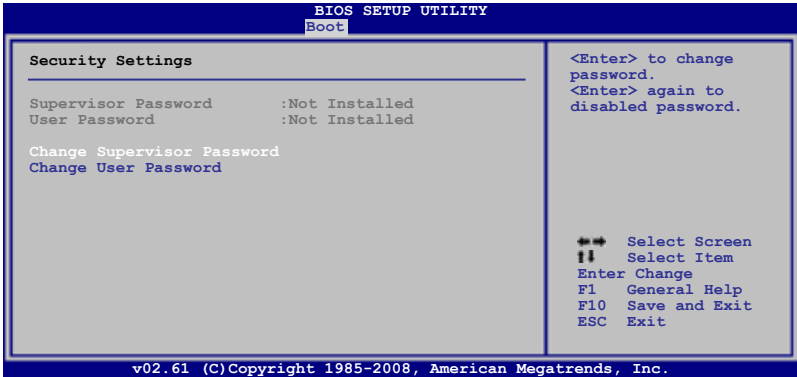 BIOS SETUP UTILITY
Boot
Security Settings
Supervisor Password :Not Installed
User Password :Not Installed
Change Supervisor Password
Change User Password
<Enter> to change
password.
<Enter> again to
disabled password.
←→ Select Screen
↑↓ Select Item
Enter Change
F1 General Help
F10 Save and Exit
ESC Exit
v02.61 (C)Copyright 1985-2008, American Megatrends, Inc.